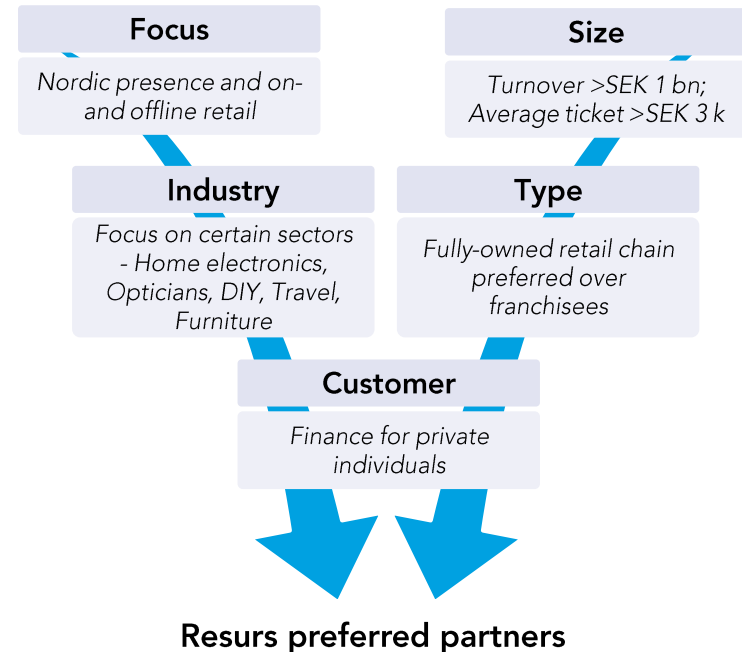 Focus
Nordic presence and on-
and offline retail
Size
Turnover >SEK 1 bn;
Average ticket >SEK 3 k
Industry
Focus on certain sectors
- Home electronics,
Opticians, DIY, Travel,
Furniture
Type
Fully-owned retail chain
preferred over
franchisees
Customer
Finance for private
individuals
Resurs preferred partners